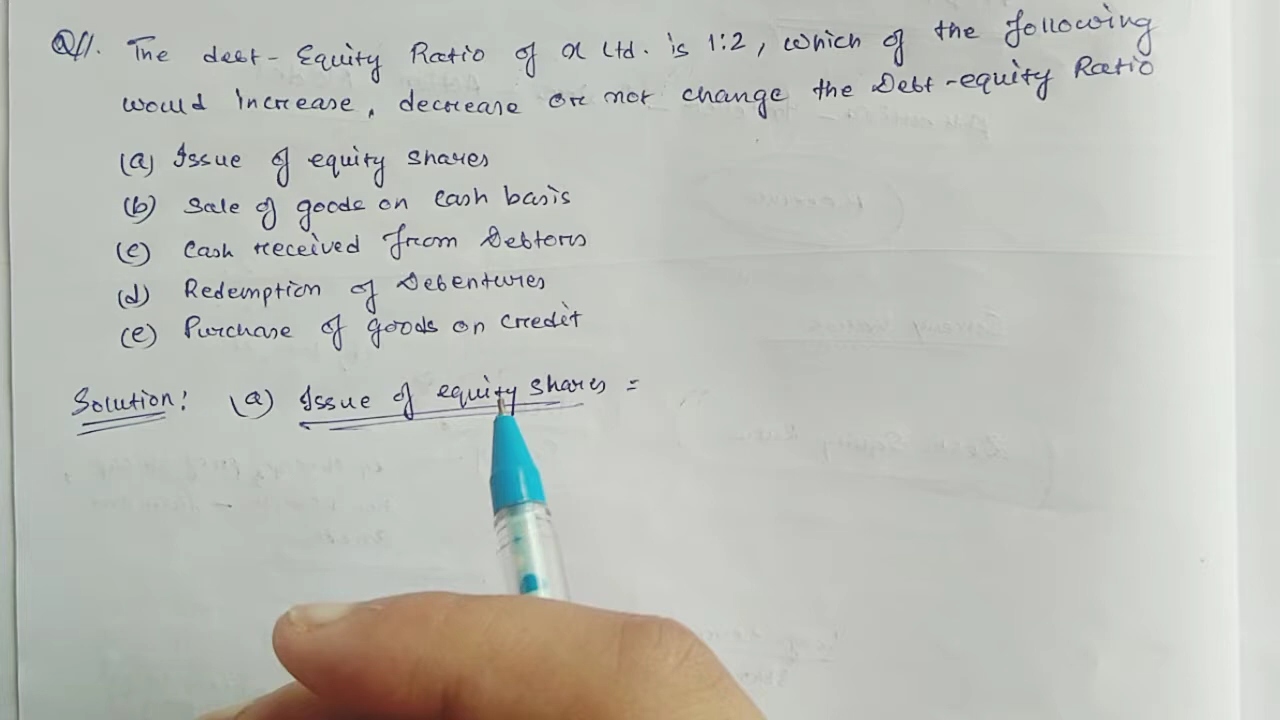 Q1. The debt-Equity Ratio of X Ltd. is 1:2, which of the following
would increase, decrease or not change the Debt-equity Ratio
(a) Issue of equity shares
(b) Sale of goods on cash basis
(c) Cash received from Debtors
(d) Redemption of Debentures
(e) Purchase of goods on credit
Solution: (a) Issue of equity shares =